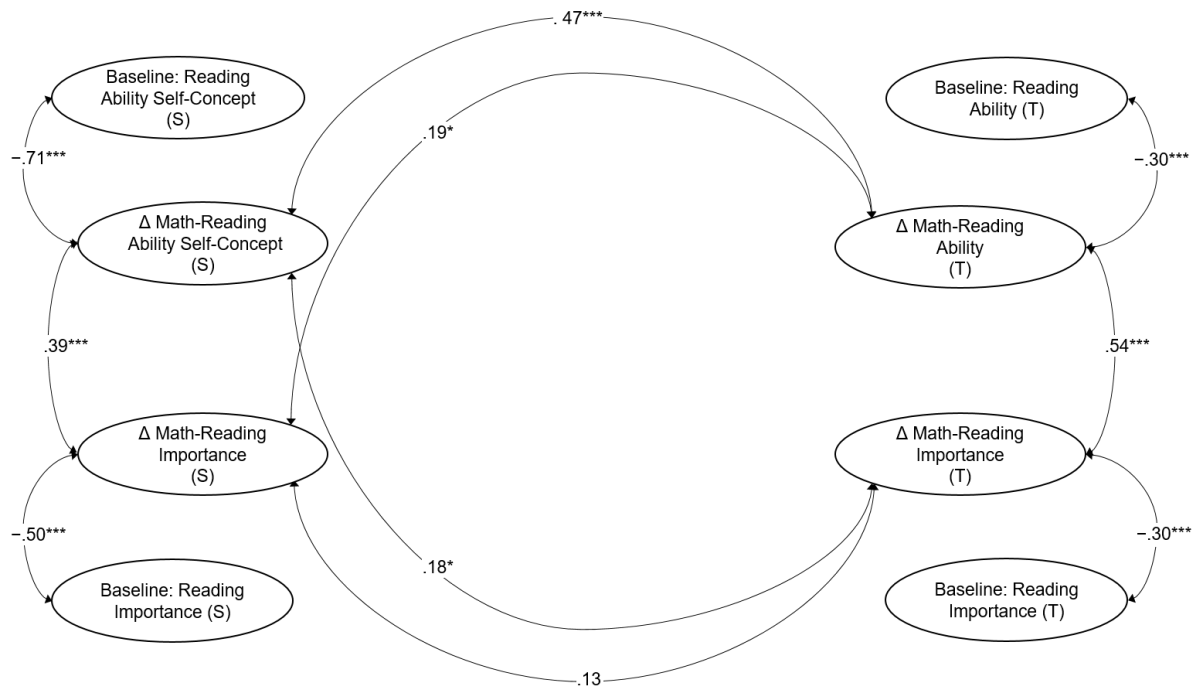 . 47***
Baseline: Reading
Ability Self-Concept
(S)
Baseline: Reading
Ability (T)
.19*
−.71***
−.30***
Δ Math-Reading
Ability Self-Concept
(S)
Δ Math-Reading
Ability
(T)
.39***
.54***
Δ Math-Reading
Importance
(S)
Δ Math-Reading
Importance
(T)
−.50***
−.30***
.18*
Baseline: Reading
Importance (S)
Baseline: Reading
Importance (T)
.13